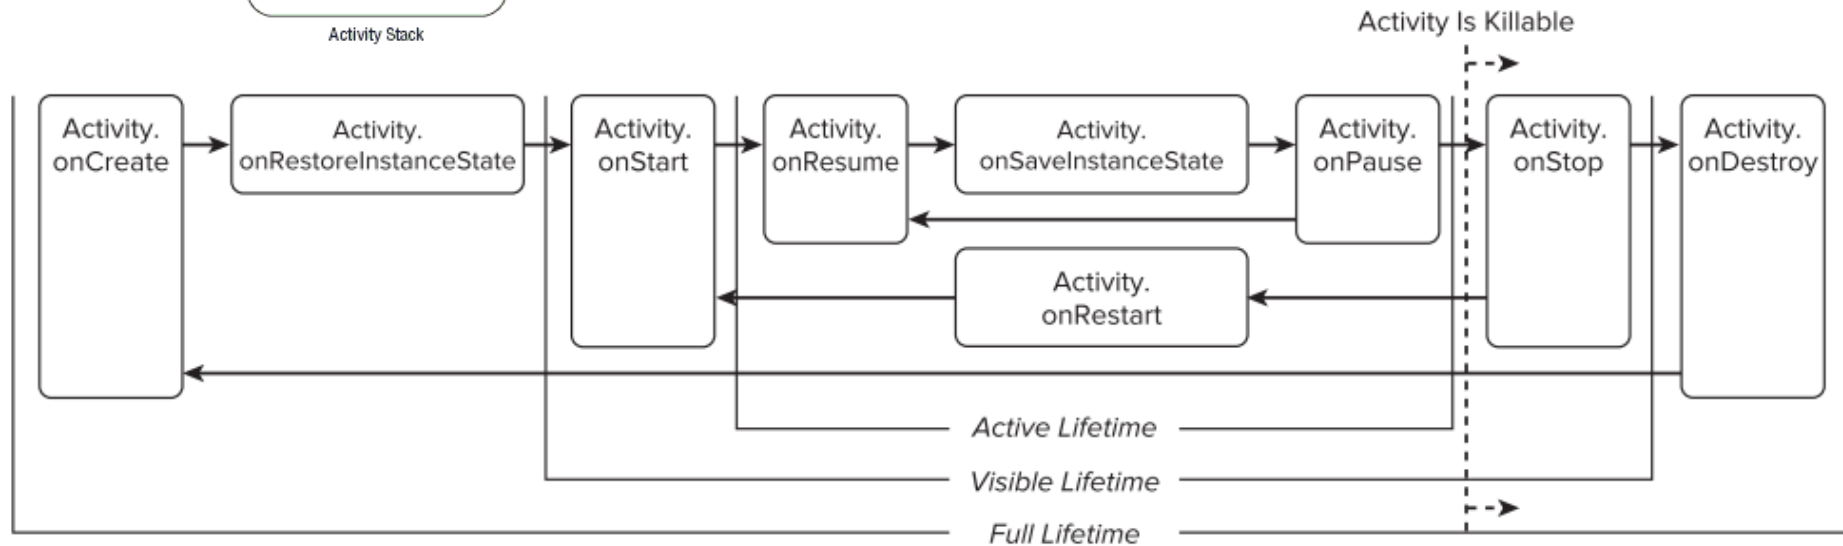 Activity Stack
Activity Is Killable
Activity.
onCreate
Activity.
onRestoreInstanceState
Activity.
onStart
Activity.
onResume
Activity.
onSaveInstanceState
Activity.
onPause
Activity.
onStop
Activity.
onDestroy
Activity.
onRestart
Active Lifetime
Visible Lifetime
Full Lifetime